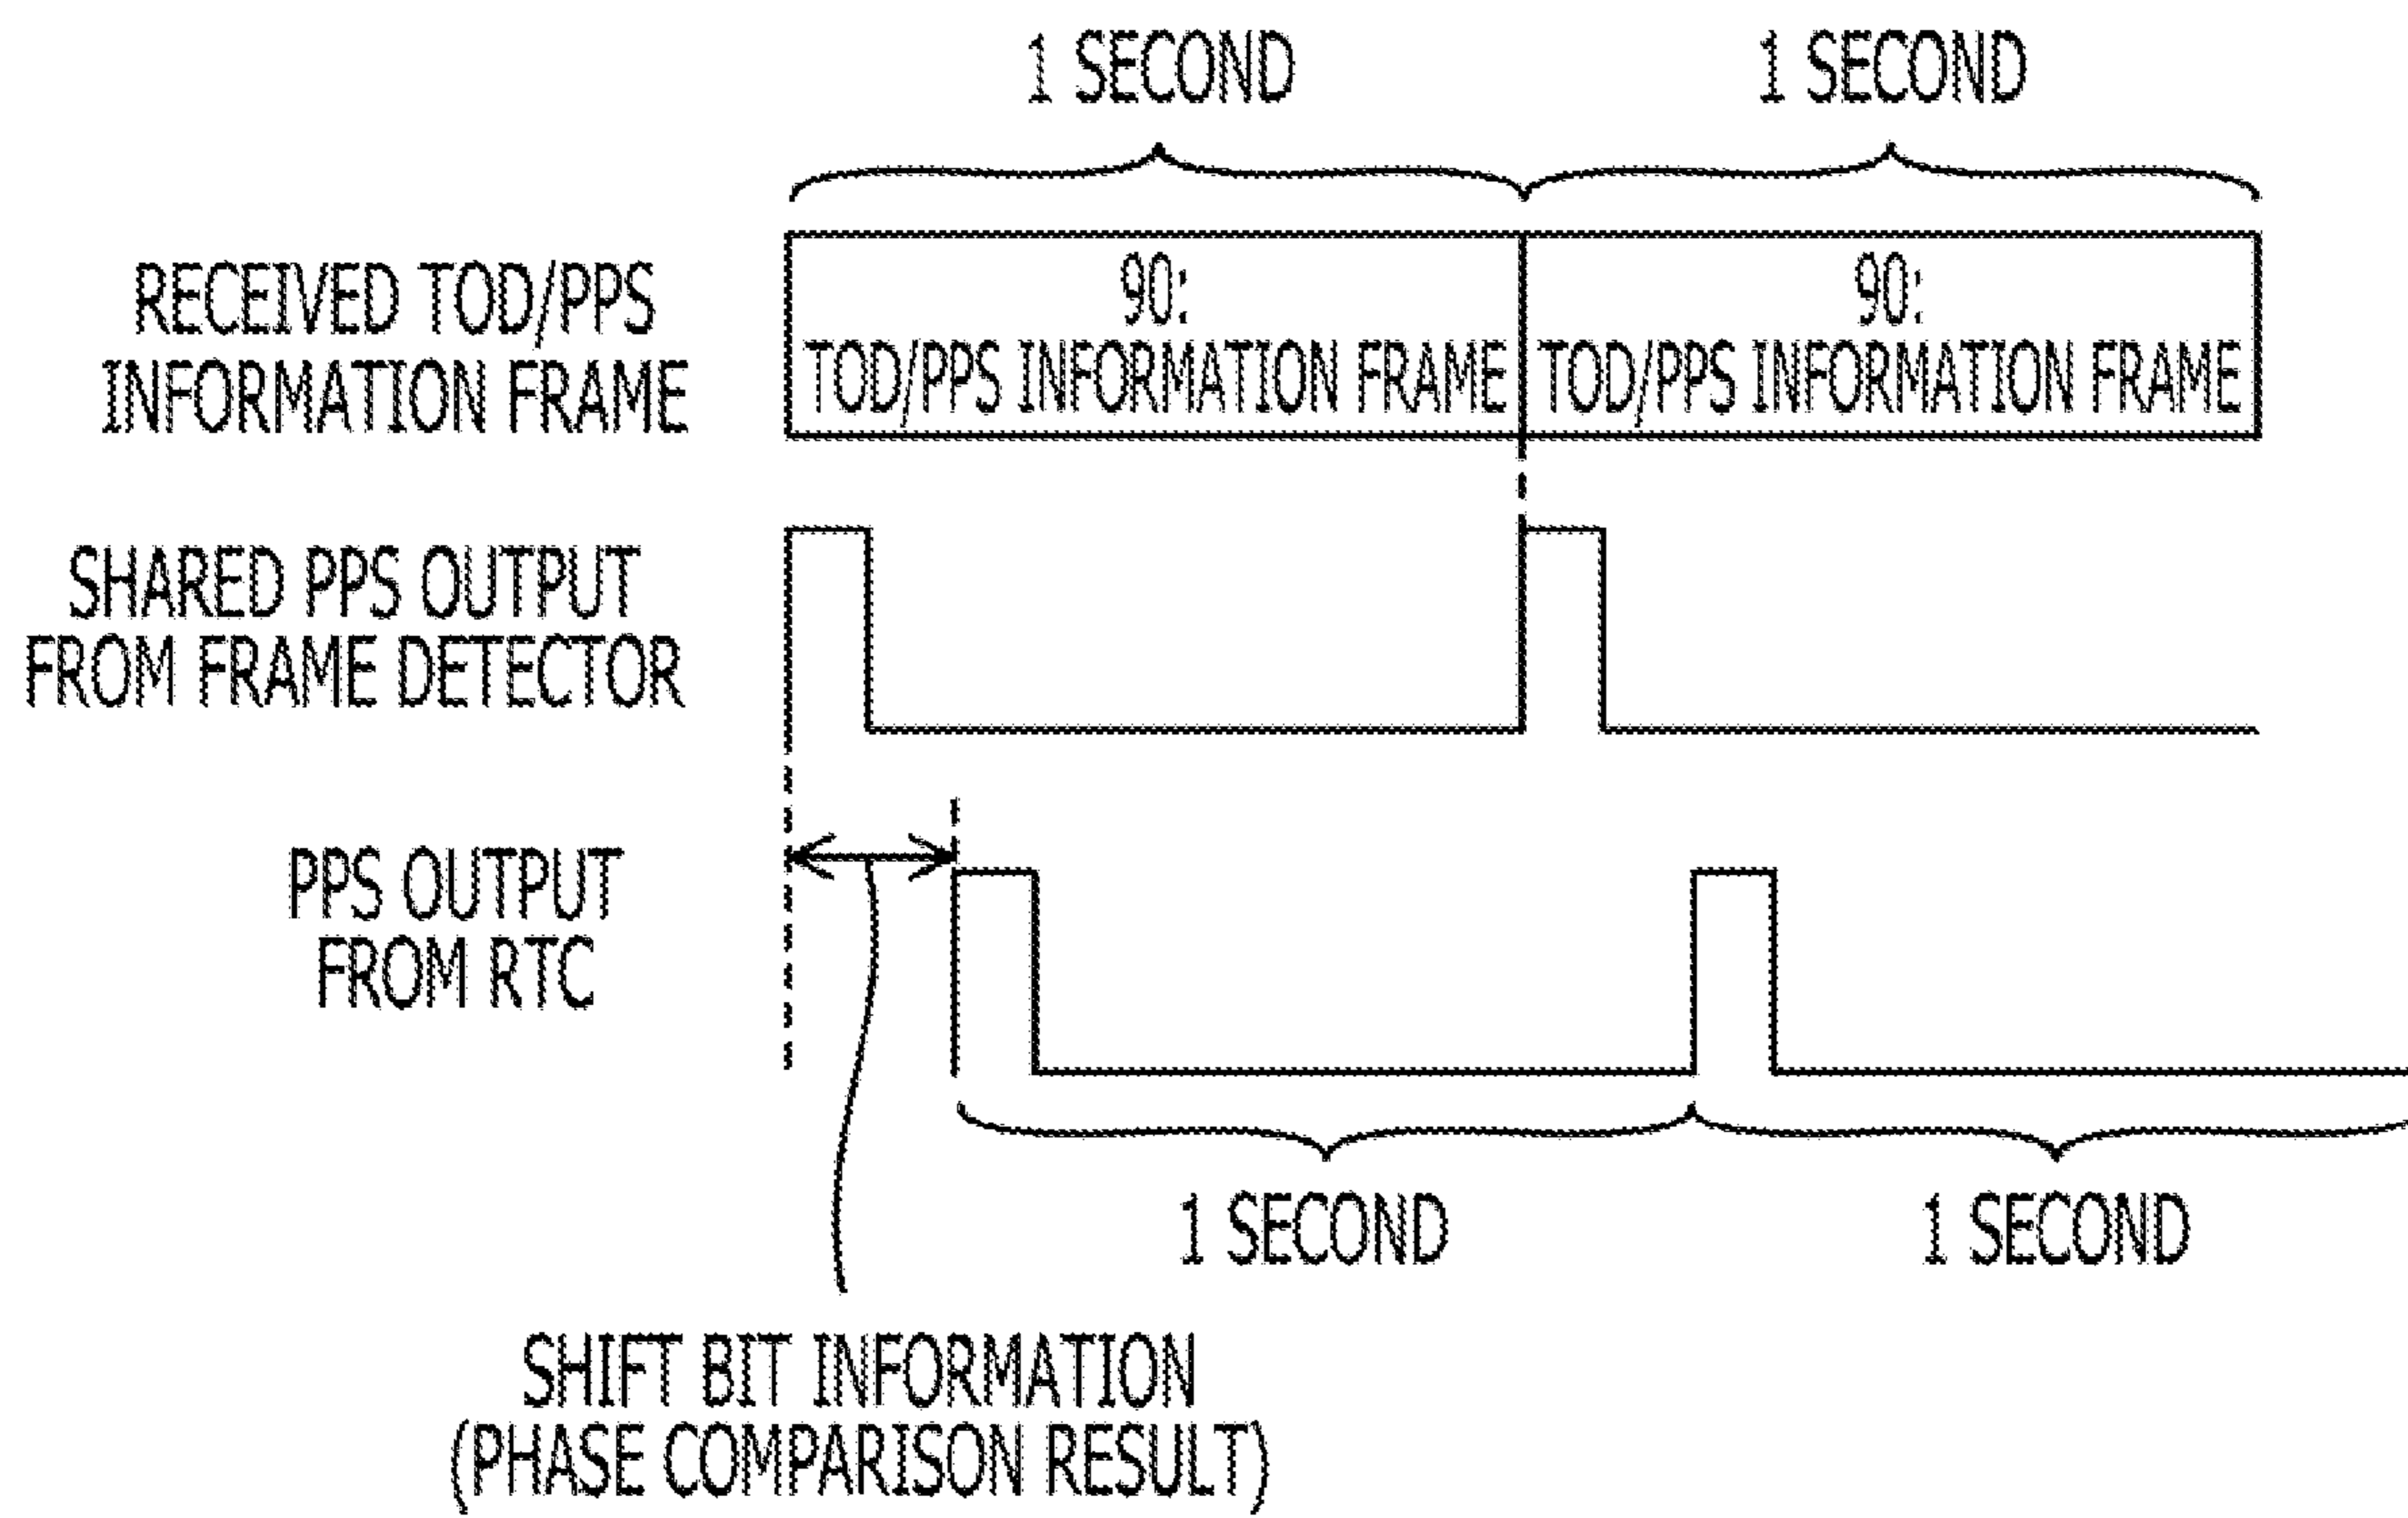 1 SECOND
1 SECOND
RECEIVED TOD/PPS
INFORMATION FRAME
90:
TOD/PPS INFORMATION FRAME
90:
TOD/PPS INFORMATION FRAME
SHARED PPS OUTPUT
FROM FRAME DETECTOR
PPS OUTPUT
FROM RTC
1 SECOND
1 SECOND
SHIFT BIT INFORMATION
(PHASE COMPARISON RESULT)